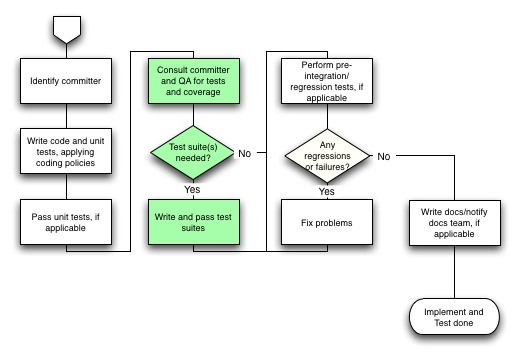 Identify committer
Write code and unit
tests, applying
coding policies
Pass unit tests, if
applicable
Consult committer
and QA for tests
and coverage
Test suite(s)
needed?
No
Yes
Write and pass test
suites
Perform pre-
integration/
regression tests, if
applicable
Any
regressions
or failures?
No
Yes
Fix problems
Write docs/notify
docs team, if
applicable
Implement and
Test done